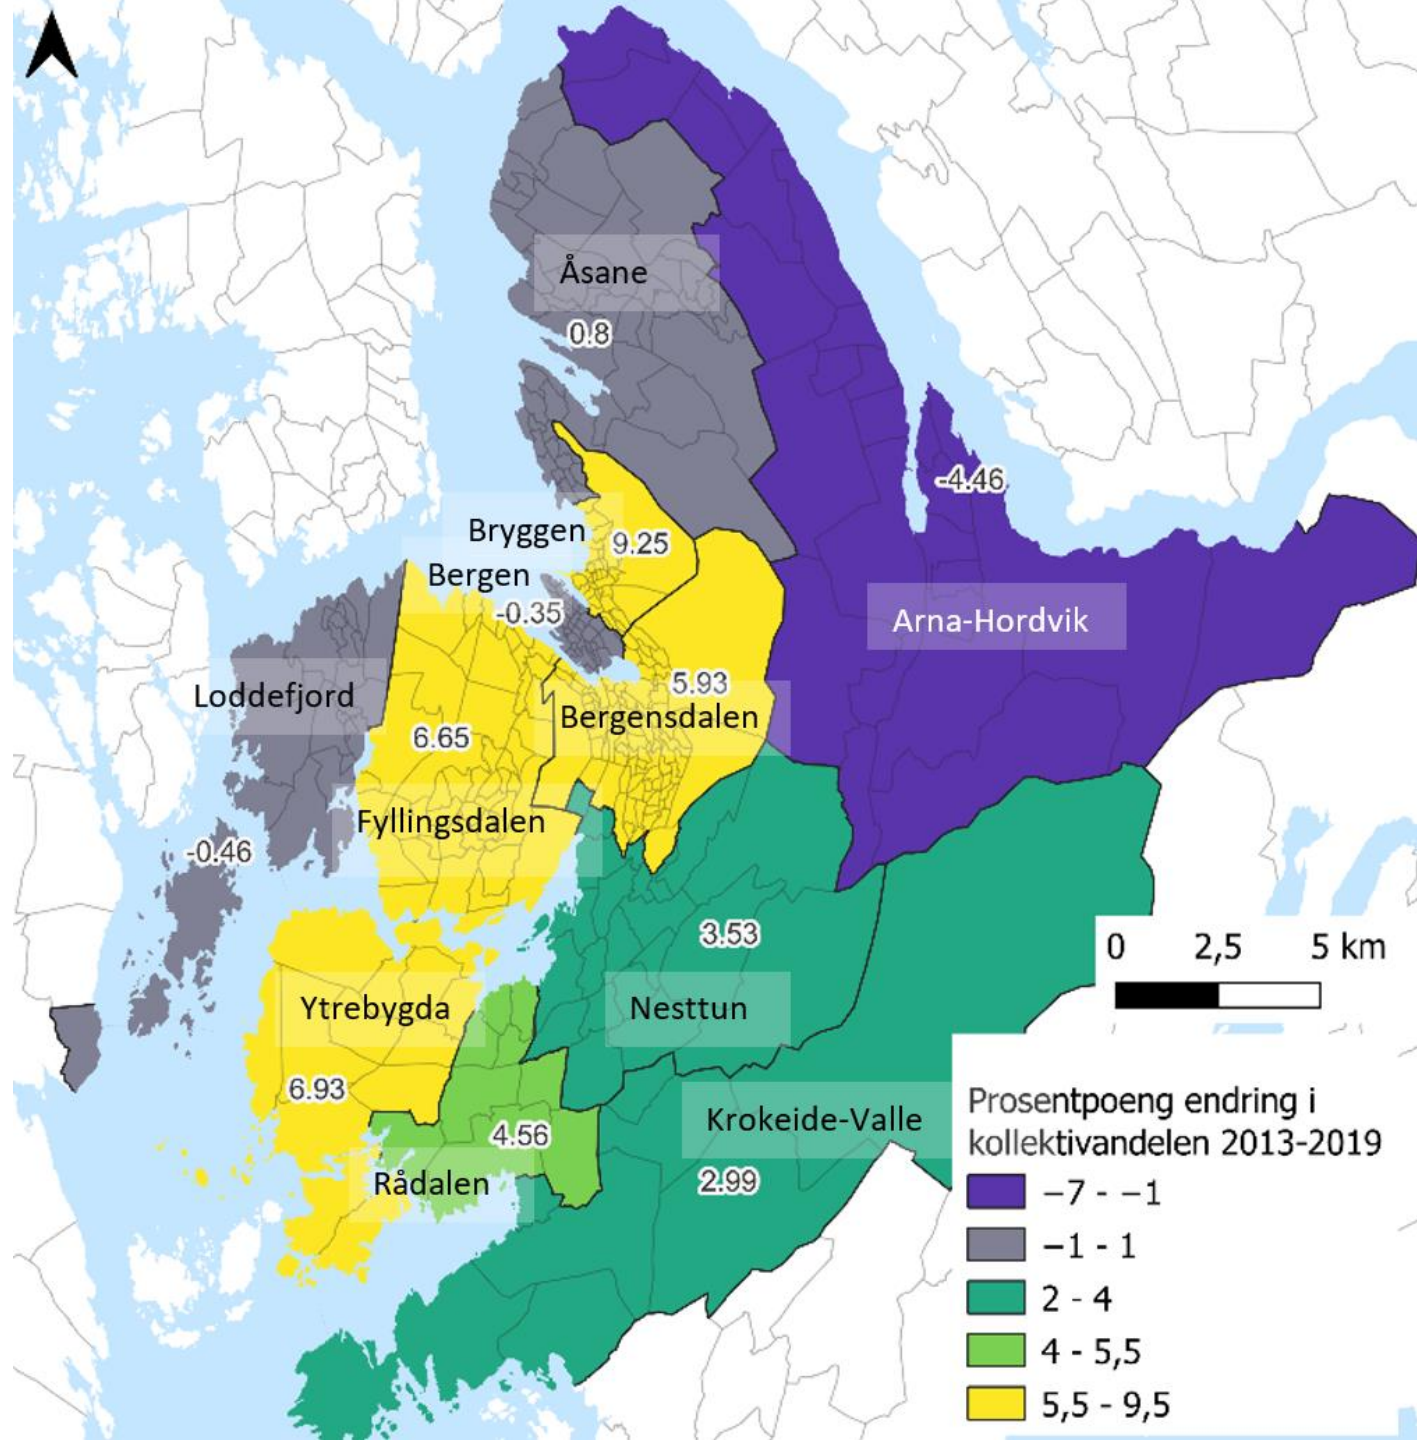 Åsane
0.8
-4.46
Bryggen
9.25
Bergen
-0.35
Arna-Hordvik
Loddefjord
5.93
Bergensdalen
6.65
Fyllingsdalen
-0.46
3.53
0 2,5 5 km
Ytrebygda
Nesttun
6.93
Krokeide-Valle
4.56
Rådalen
2.99
Prosentpoeng endring i
kollektivandelen 2013-2019
−7 - −1
−1 - 1
2 - 4
4 - 5,5
5,5 - 9,5